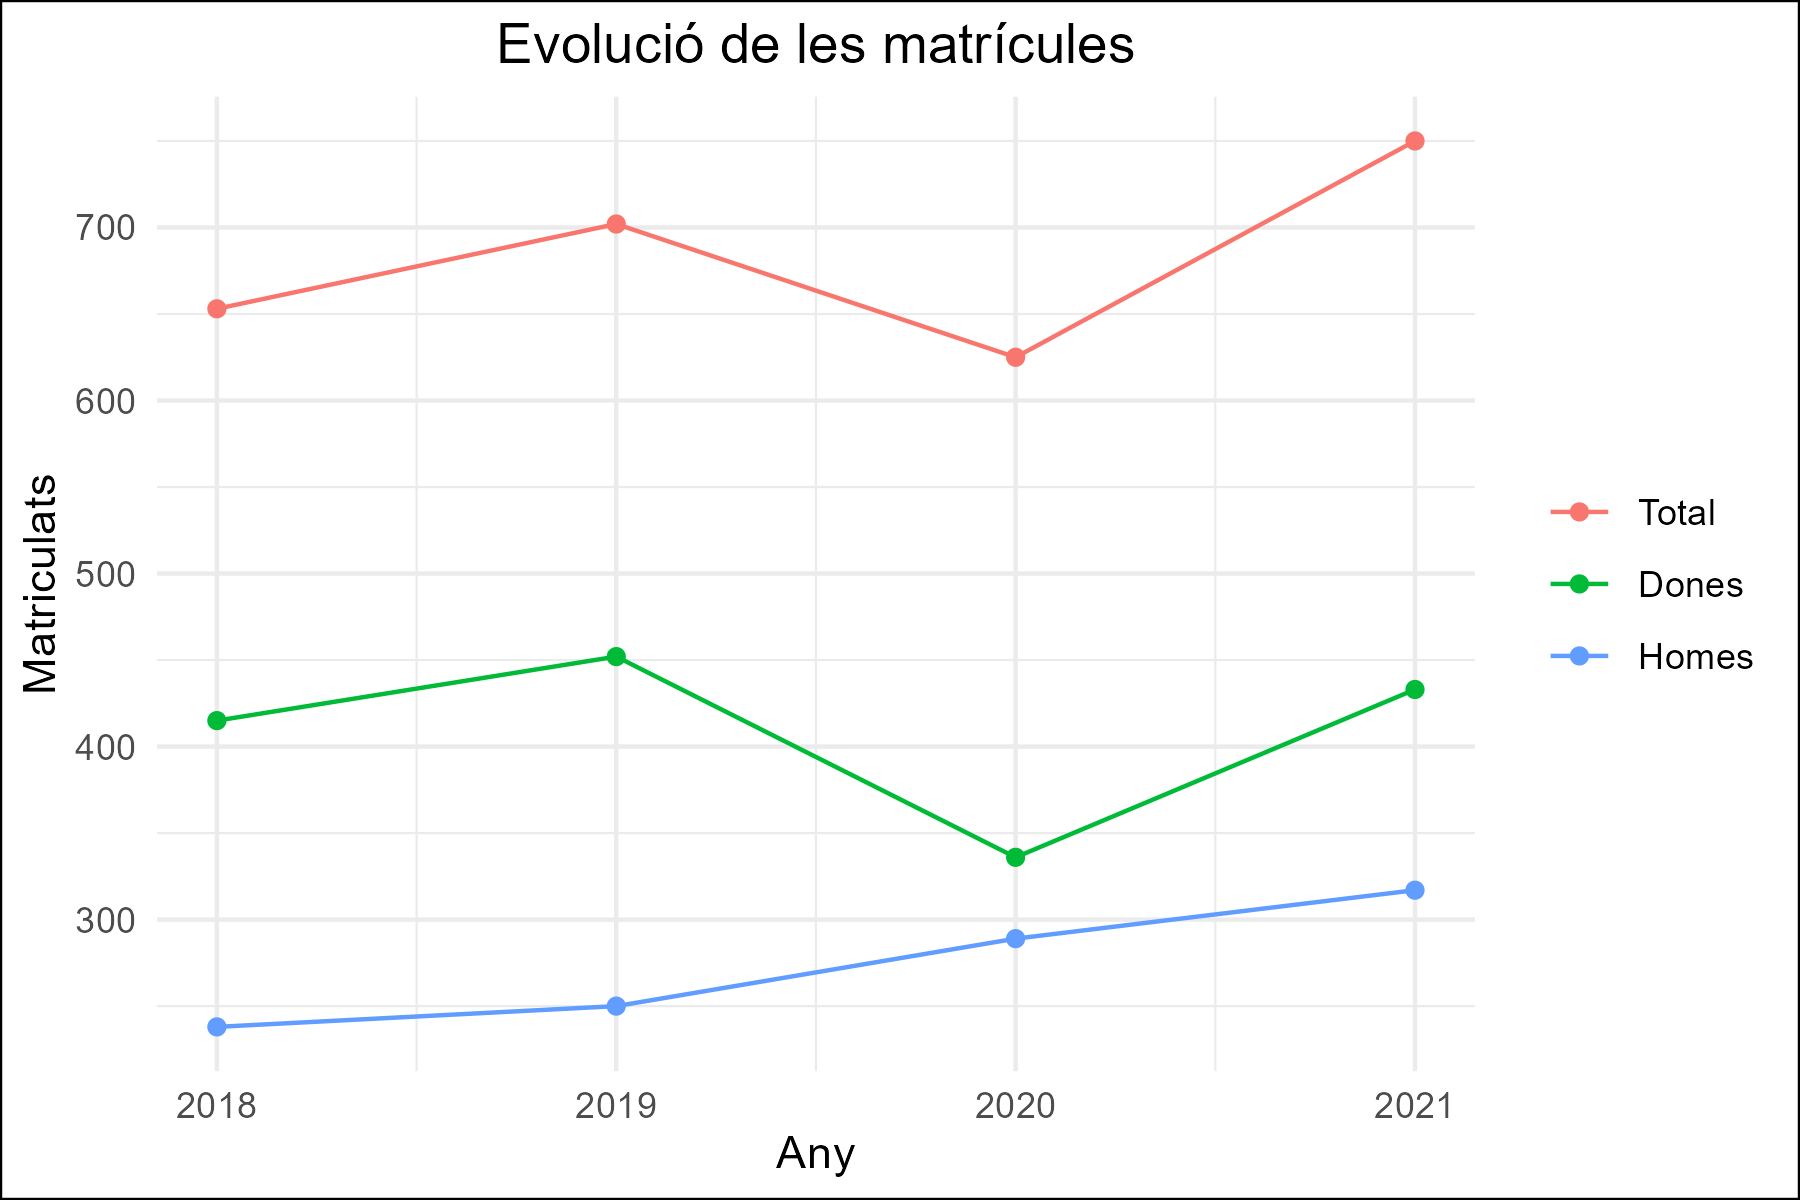 Evolució de les matrícules
Matriculats
700
600
500
400
300
2018
2019
2020
2021
Any
Total
Dones
Homes